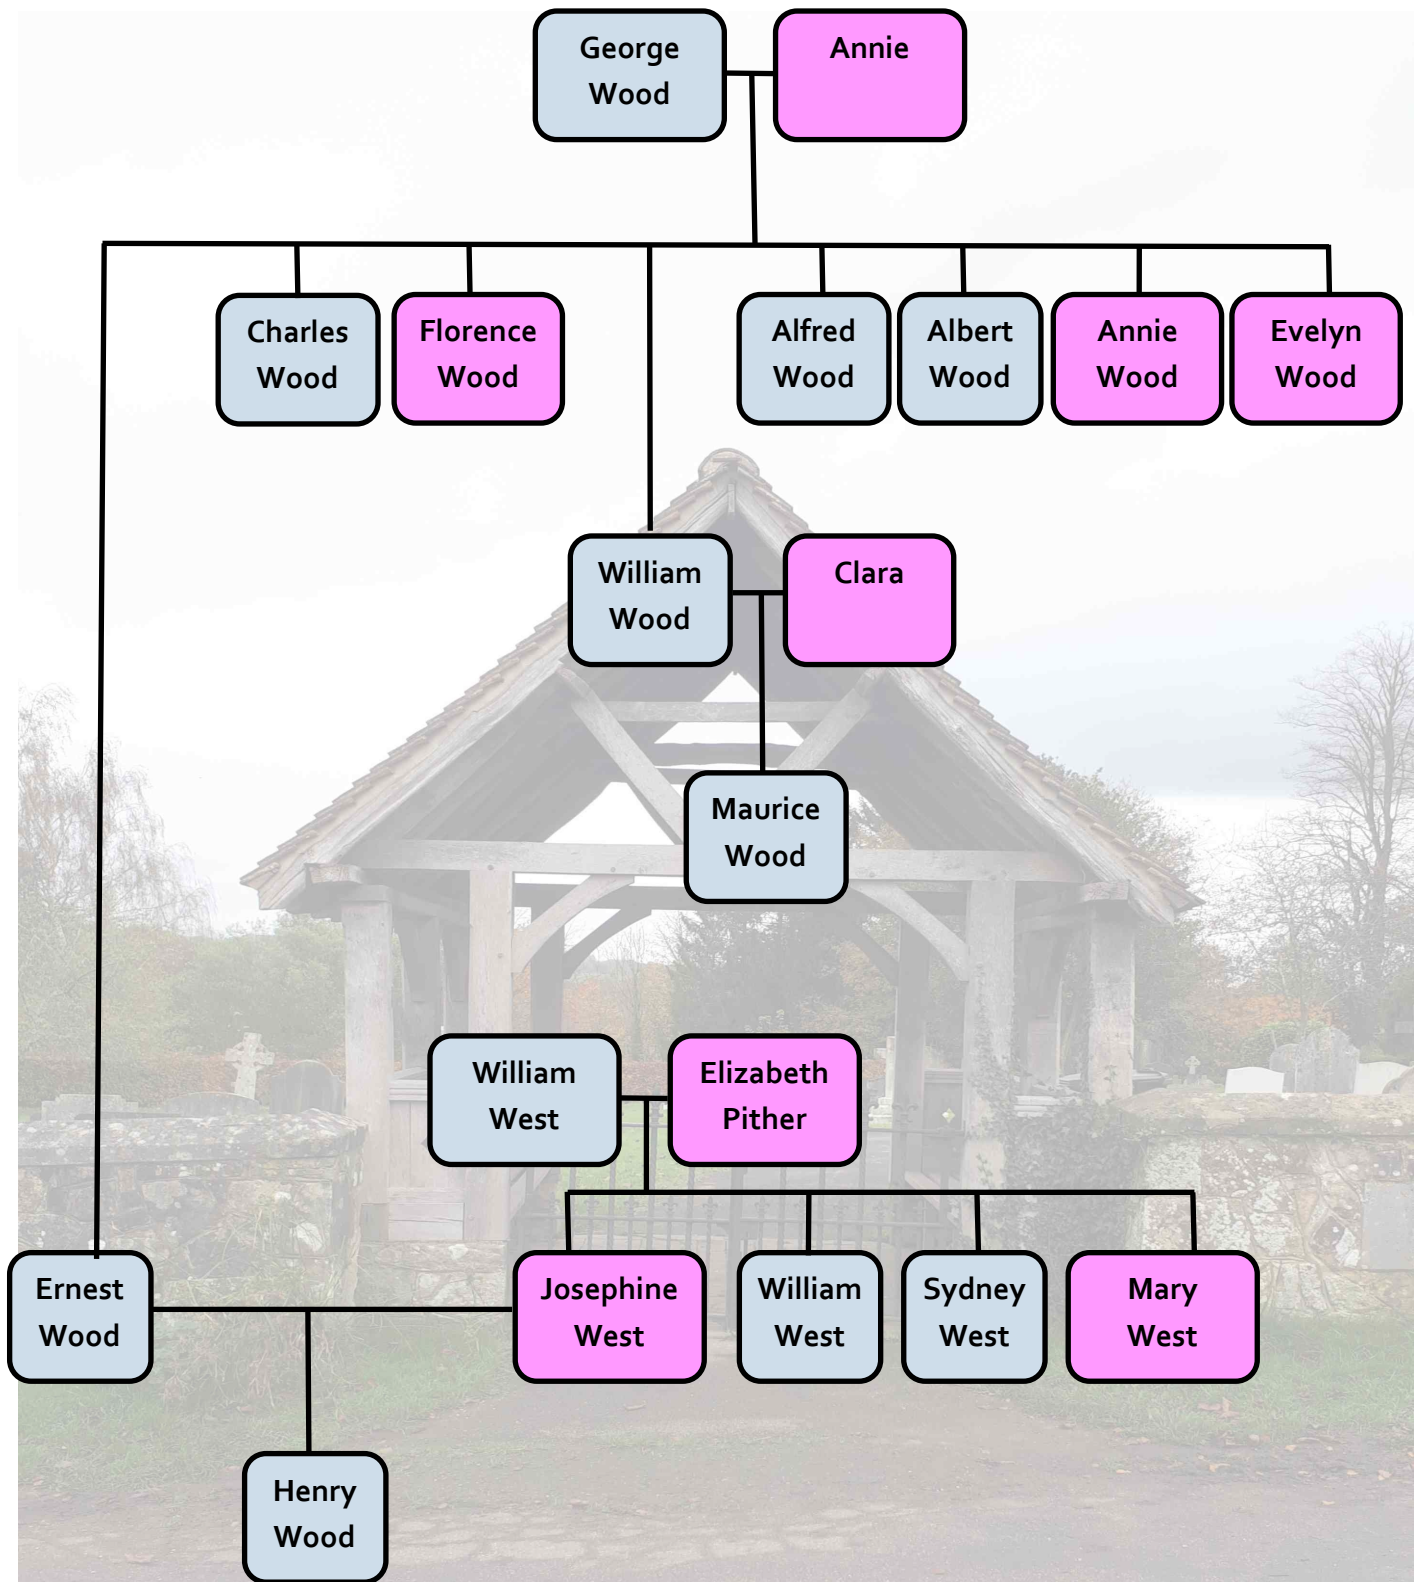 George
Wood
Annie
Charles
Wood
Florence
Wood
Alfred
Wood
Albert
Wood
Annie
Wood
Evelyn
Wood
William
Wood
Clara
Maurice
Wood
William
West
Elizabeth
Pither
Ernest
Wood
Josephine
West
William
West
Sydney
West
Mary
West
Henry
Wood